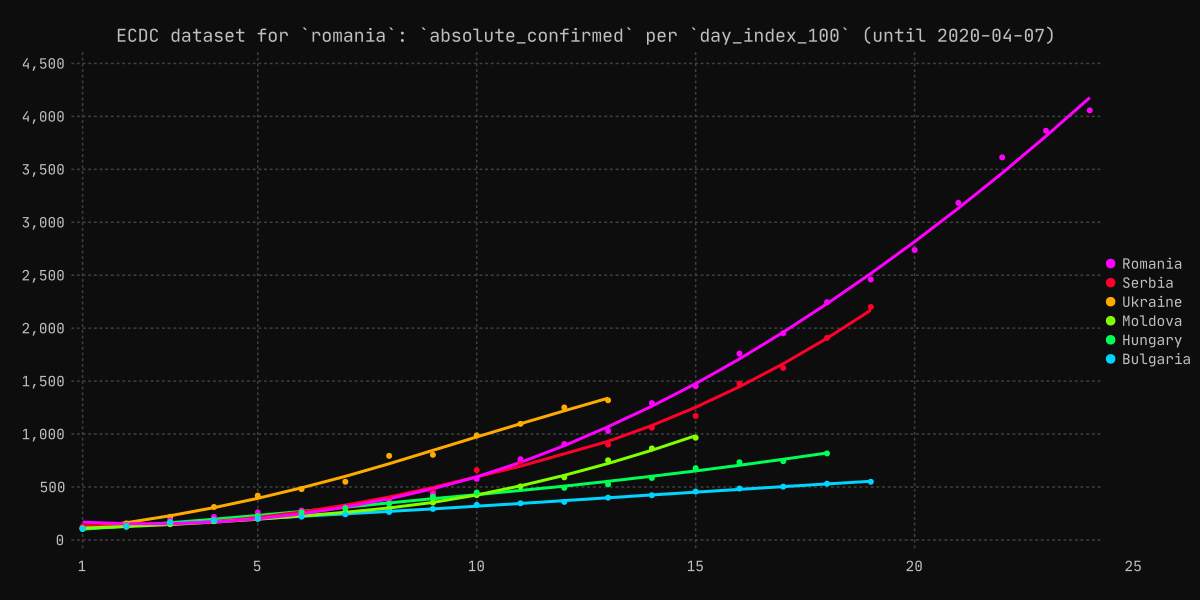 ECDC dataset for `romania`: `absolute_confirmed` per `day_index_100` (until 2020-04-07)
4,500
4,000
3,500
3,000
2,500
2,000
1,500
1,000
500
0
1 5 10 15 20 25
Romania
Serbia
Ukraine
Moldova
Hungary
Bulgaria